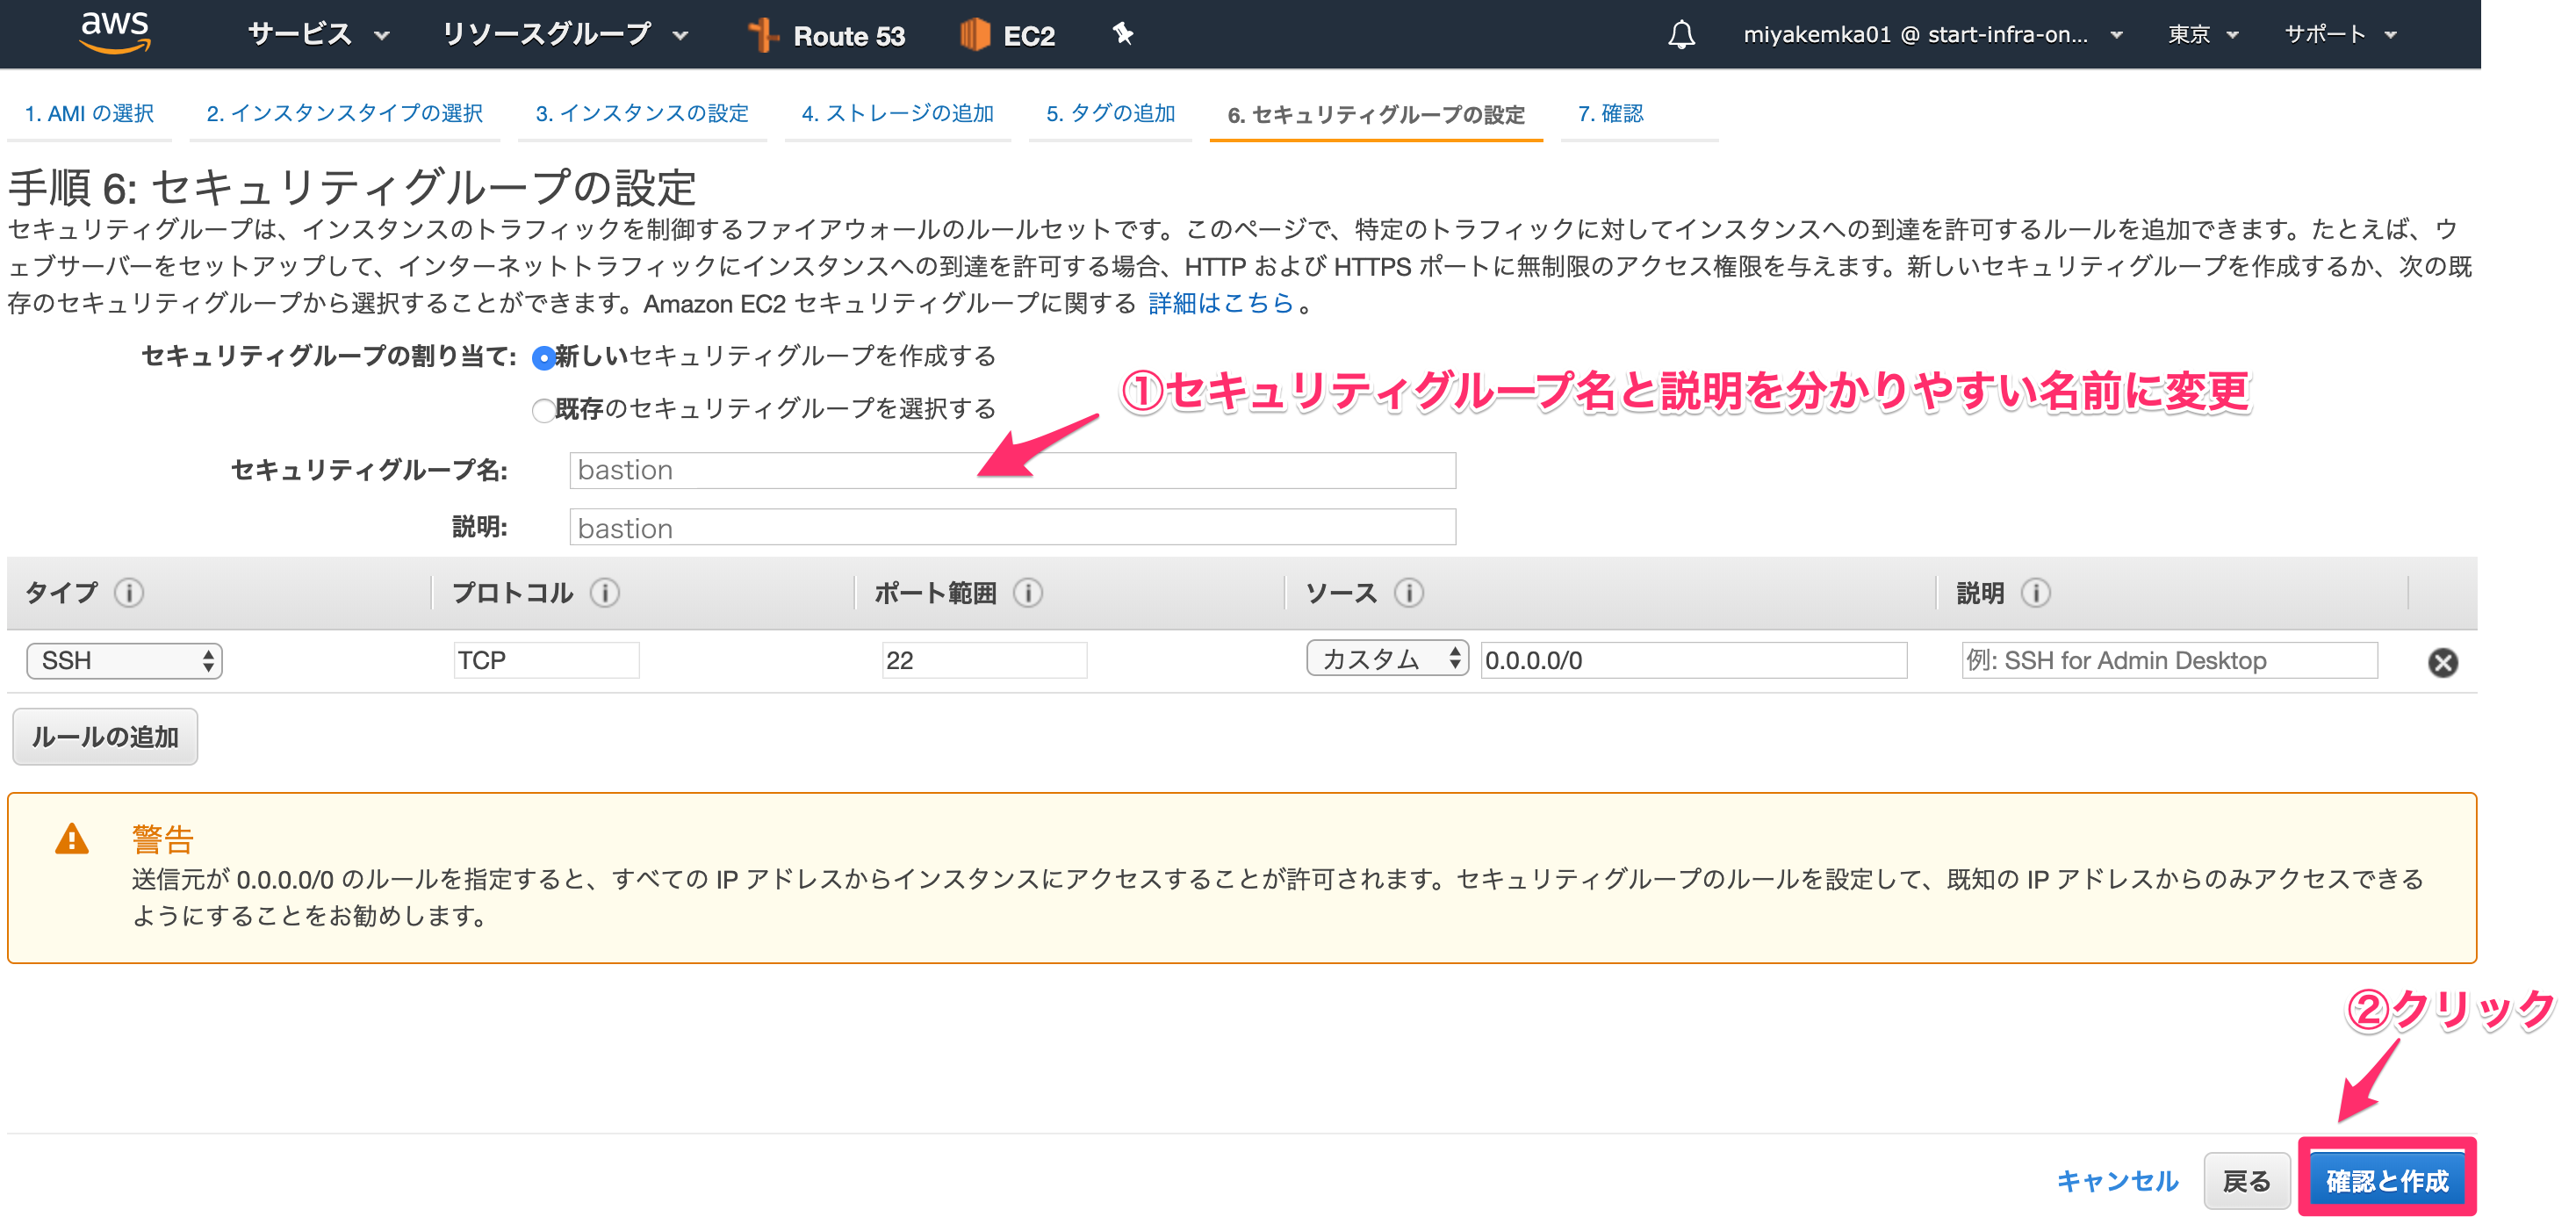 aws サービス リソースグループ Route 53 EC2 miyakemka01 @ start-infra-on... 東京 サポート
1. AMI の選択 2. インスタンスタイプの選択 3. インスタンスの設定 4. ストレージの追加 5. タグの追加 6. セキュリティグループの設定 7. 確認
手順 6: セキュリティグループの設定
セキュリティグループは、インスタンスのトラフィックを制御するファイアウォールのルールセットです。このページで、特定のトラフィックに対してインスタンスへの到達を許可するルールを追加できます。たとえば、ウ
ェブサーバーをセットアップして、インターネットトラフィックにインスタンスへの到達を許可する場合、HTTP および HTTPS ポートに無制限のアクセス権限を与えます。新しいセキュリティグループを作成するか、次の既
存のセキュリティグループから選択することができます。Amazon EC2 セキュリティグループに関する 詳細はこちら 。
セキュリティグループの割り当て: 新しいセキュリティグループを作成する
既存のセキュリティグループを選択する
①セキュリティグループ名と説明を分かりやすい名前に変更
セキュリティグループ名: bastion
説明: bastion
タイプ プロトコル ポート範囲 ソース 説明
SSH TCP 22 カスタム 0.0.0.0/0 例: SSH for Admin Desktop
ルールの追加
警告
送信元が 0.0.0.0/0 のルールを指定すると、すべての IP アドレスからインスタンスにアクセスすることが許可されます。セキュリティグループのルールを設定して、既知の IP アドレスからのみアクセスできる
ようにすることをお勧めします。
②クリック
キャンセル 戻る 確認と作成